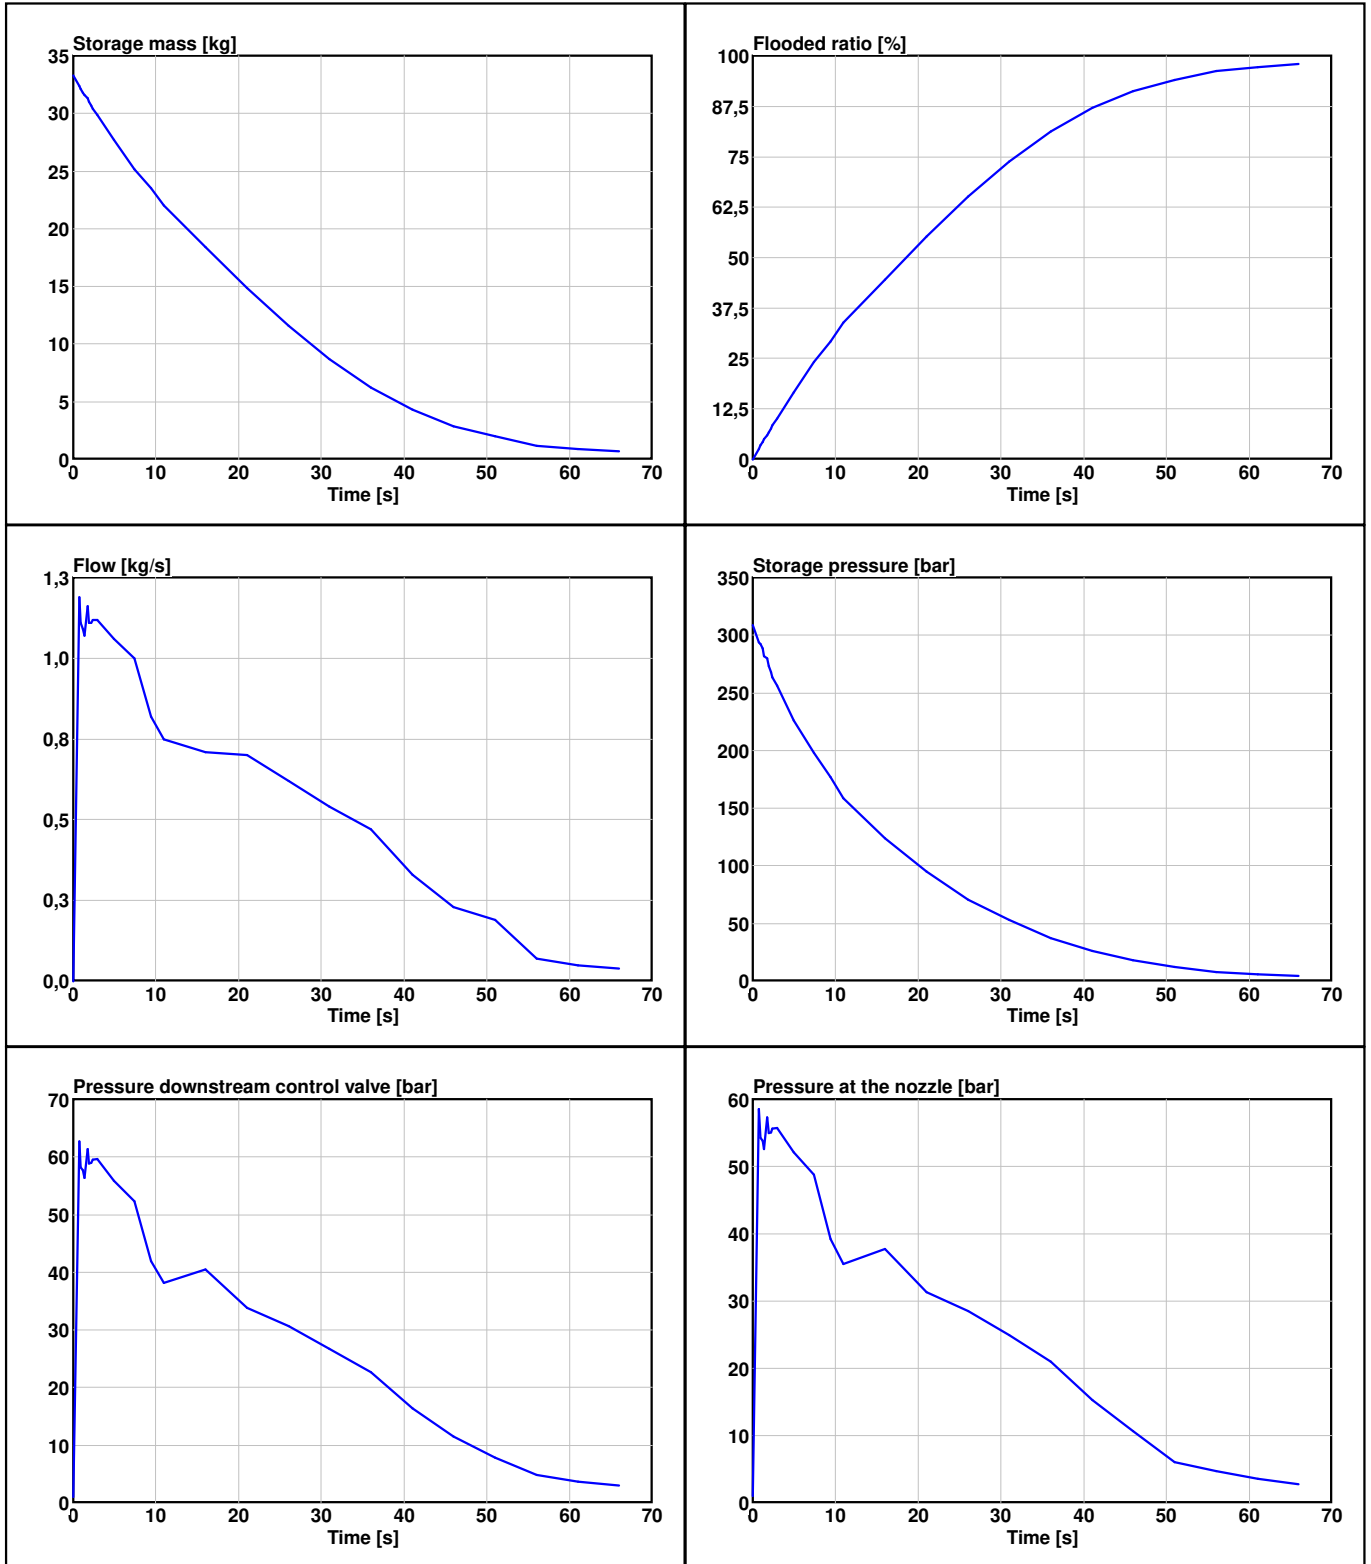 Storage mass [kg]
35
30
25
20
15
10
5
0
0 10 20 30 40 50 60 70
Time [s]
Flooded ratio [%]
100
87,5
75
62,5
50
37,5
25
12,5
0
0 10 20 30 40 50 60 70
Time [s]
Flow [kg/s]
1,3
1,0
0,8
0,5
0,3
0,0
0 10 20 30 40 50 60 70
Time [s]
Storage pressure [bar]
350
300
250
200
150
100
50
0
0 10 20 30 40 50 60 70
Time [s]
Pressure downstream control valve [bar]
70
60
50
40
30
20
10
0
0 10 20 30 40 50 60 70
Time [s]
Pressure at the nozzle [bar]
60
50
40
30
20
10
0
0 10 20 30 40 50 60 70
Time [s]